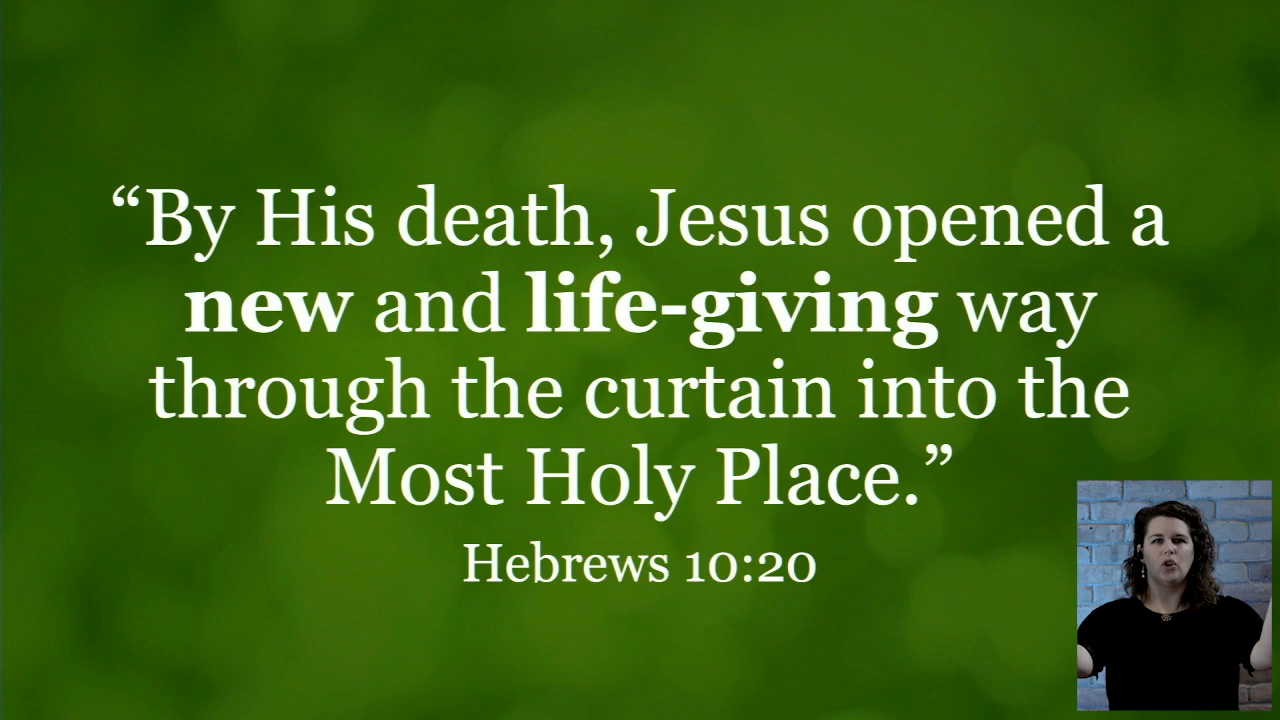 “By His death, Jesus opened a
new and life-giving way
through the curtain into the
Most Holy Place.”
Hebrews 10:20